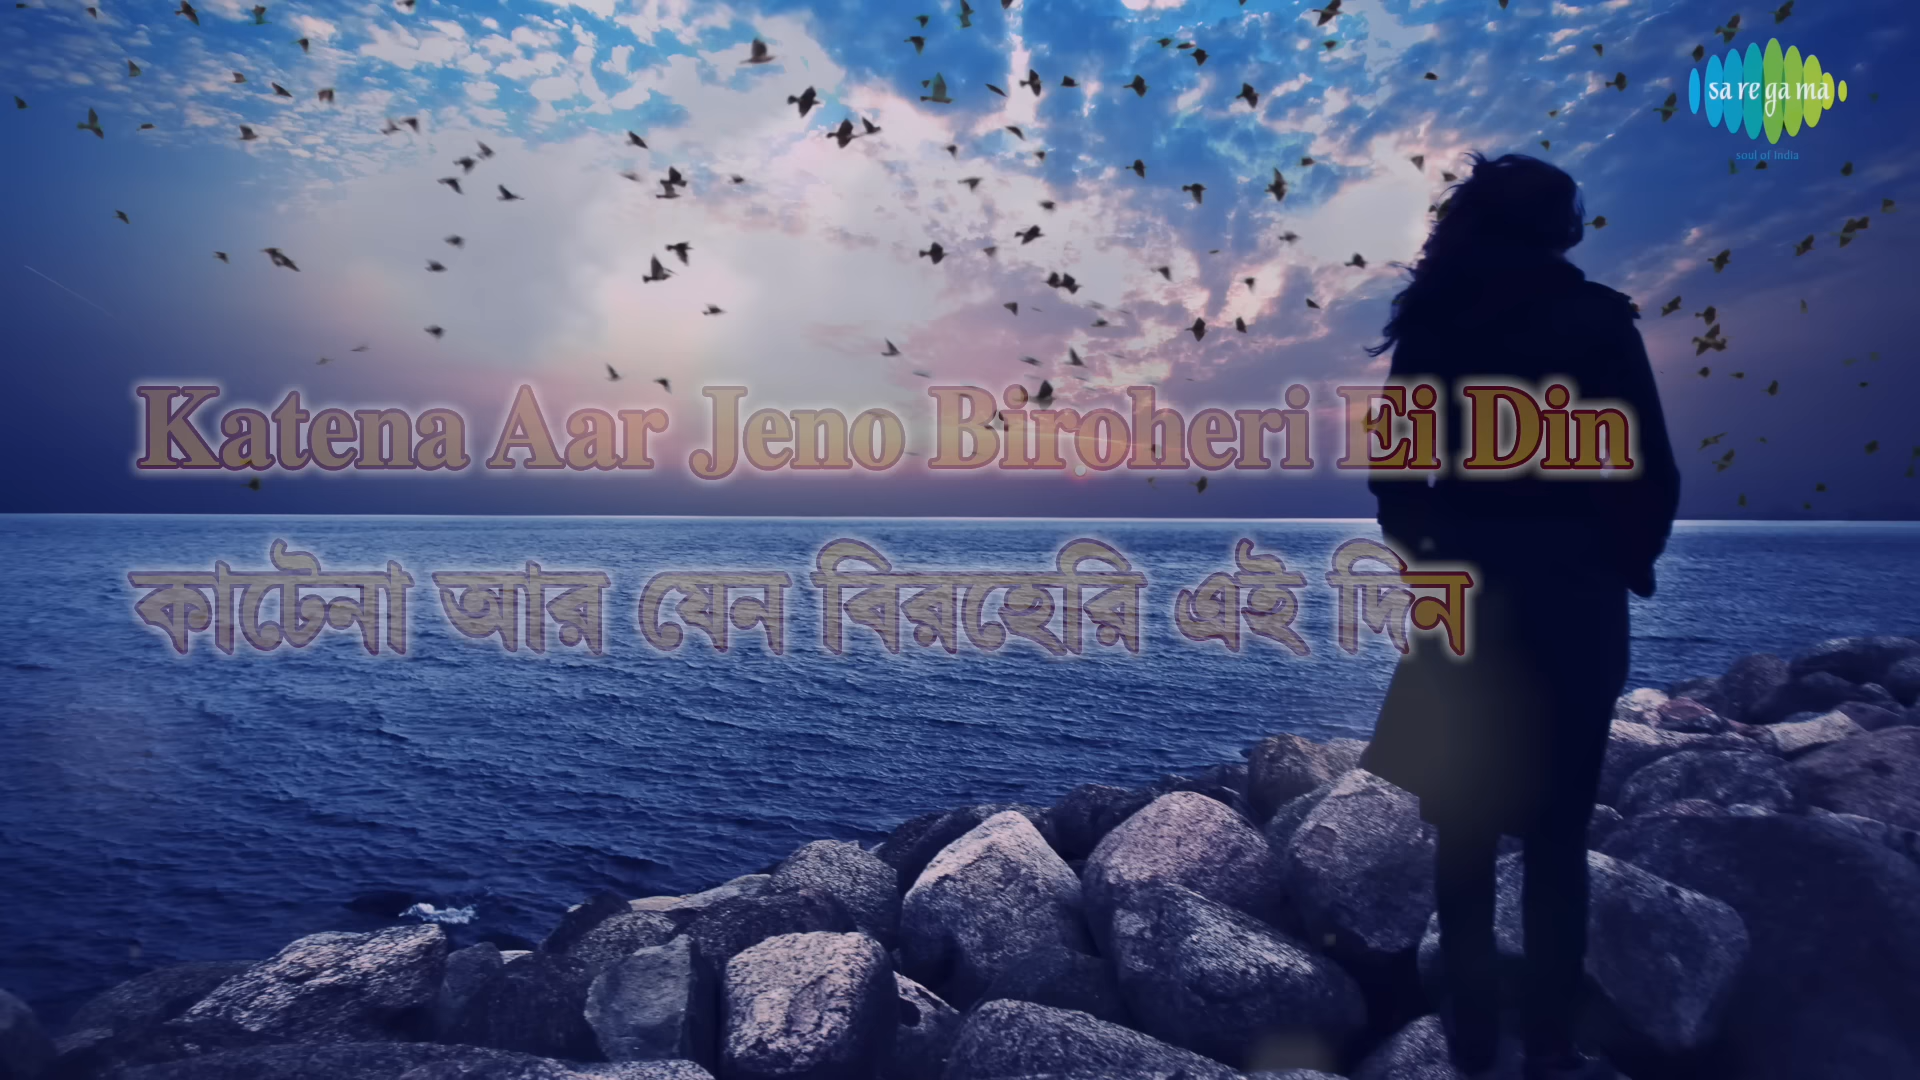 sa re ga ma
soul of India
Katena Aar Jeno Biroheri Ei Din
কাটেনা আর যেন বিরহেরি এই দিন